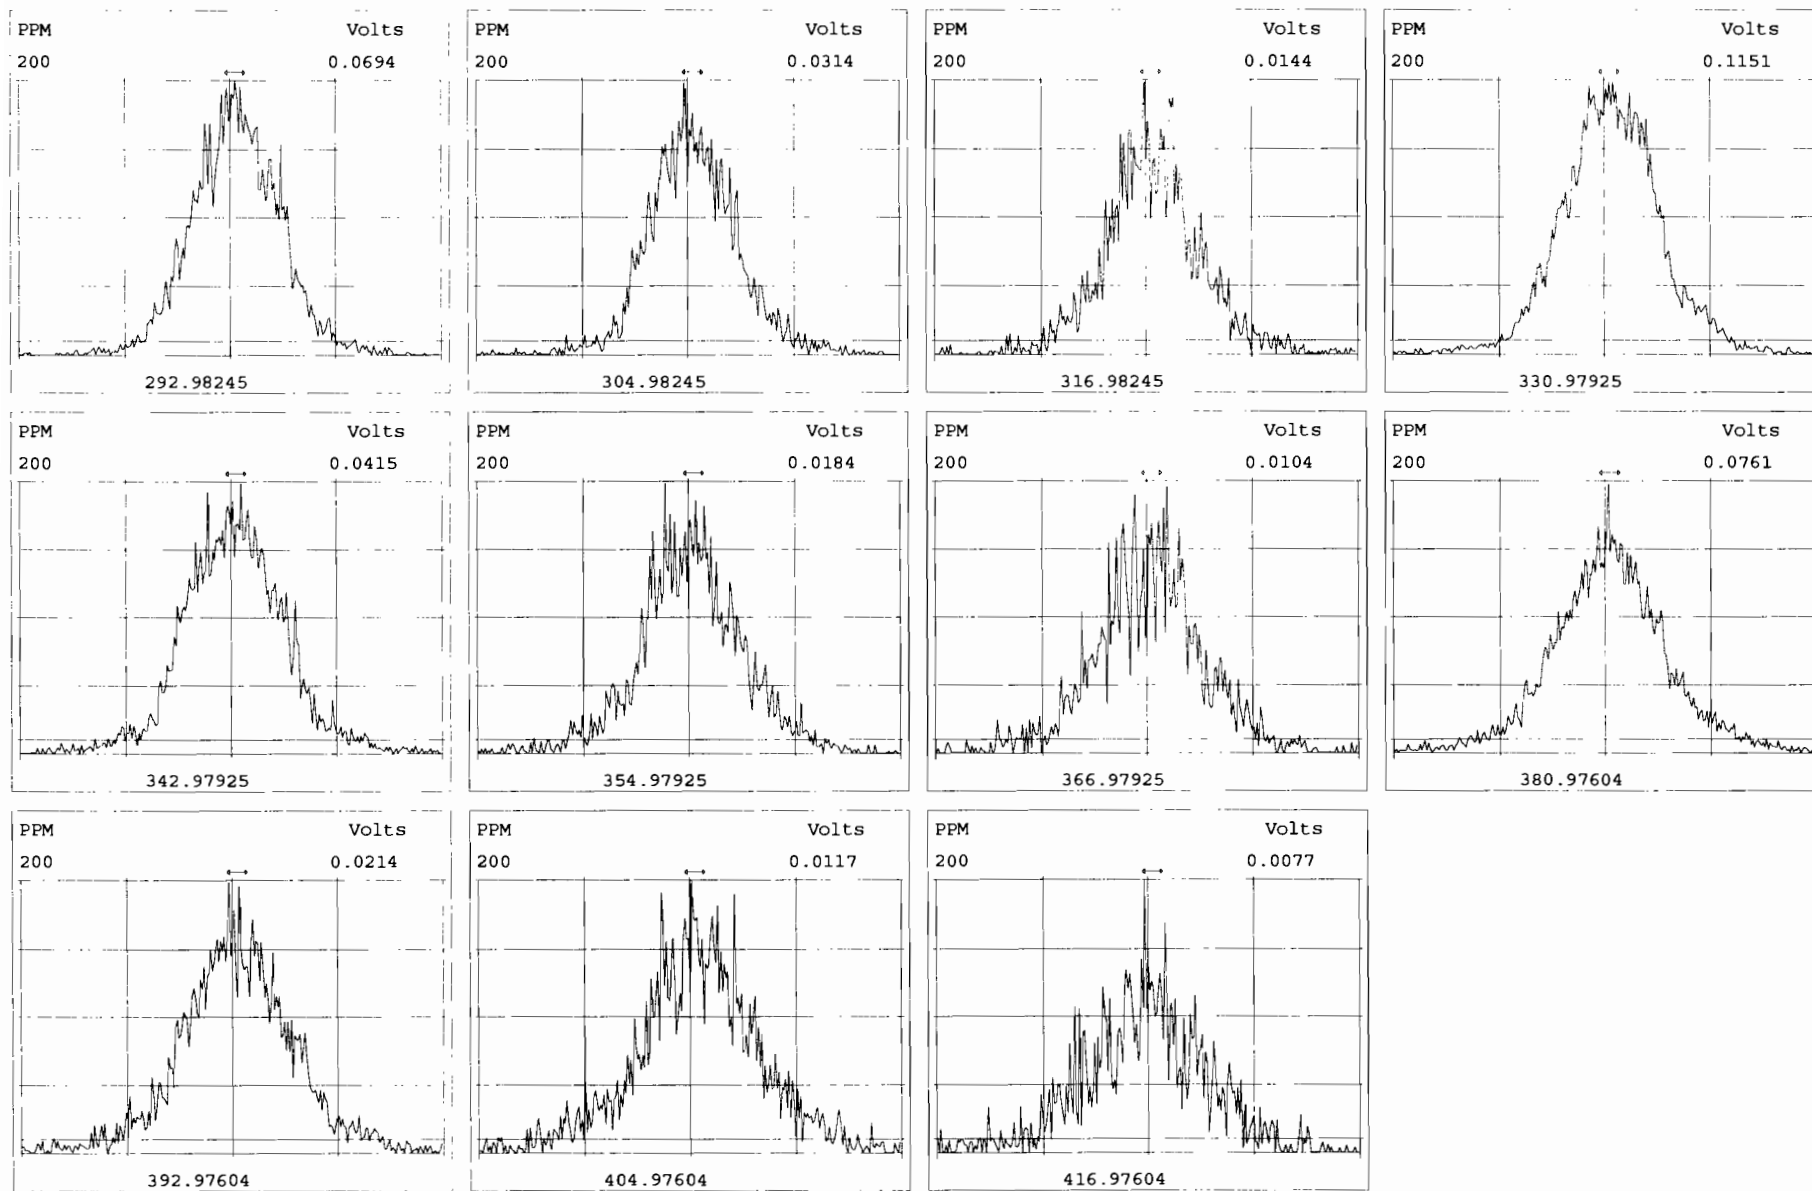 PPM Volts
200 0.0694
292.98245
PPM Volts
200 0.0314
304.98245
PPM Volts
200 0.0144
316.98245
PPM Volts
200 0.1151
330.97925
PPM Volts
200 0.0415
342.97925
PPM Volts
200 0.0184
354.97925
PPM Volts
200 0.0104
366.97925
PPM Volts
200 0.0761
380.97604
PPM Volts
200 0.0214
392.97604
PPM Volts
200 0.0117
404.97604
PPM Volts
200 0.0077
416.97604